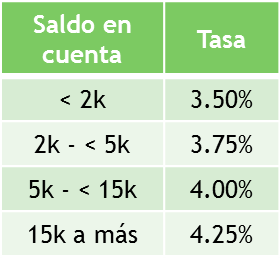 Saldo en Tasa
cuenta
< 2k 3.50%
2k - < 5k 3.75%
5k - < 15k 4.00%
15k a más 4.25%